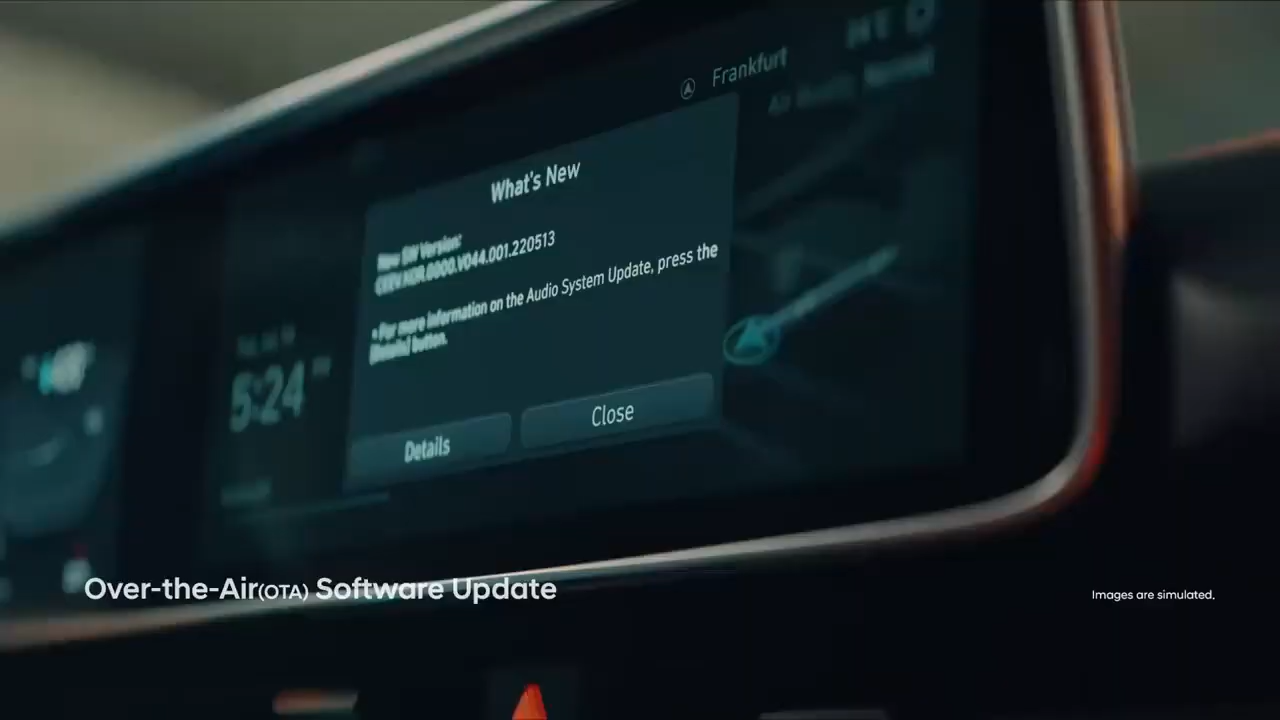 Frankfurt
What's New
New SW Version:
CEEV.KOR.0000.V044.001.220513
• For more information on the Audio System Update, press the
[Details] button.
5:24
Details
Close
Over-the-Air(OTA) Software Update
Images are simulated.